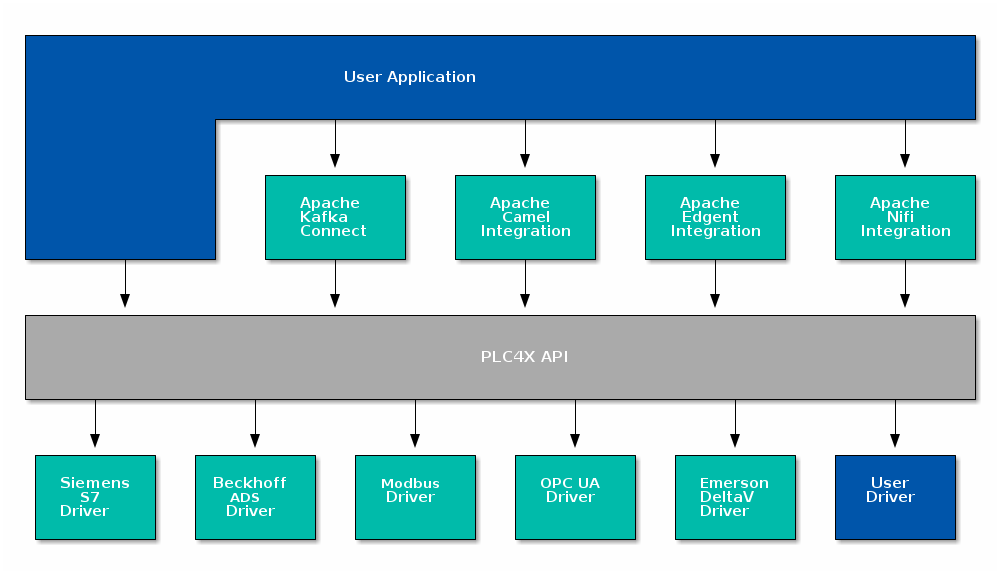 User Application
Apache
Kafka
Connect
Apache
Camel
Integration
Apache
Edgent
Integration
Apache
Nifi
Integration
PLC4X API
Siemens
S7
Driver
Beckhoff
ADS
Driver
Modbus
Driver
OPC UA
Driver
Emerson
DeltaV
Driver
User
Driver